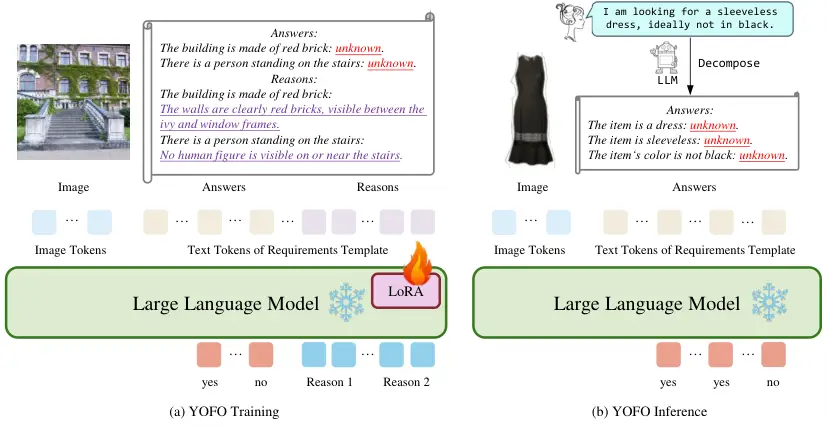 Answers:
The building is made of red brick: unknown.
There is a person standing on the stairs: unknown.
Reasons:
The building is made of red brick:
The walls are clearly red bricks, visible between the
ivy and window frames.
There is a person standing on the stairs:
No human figure is visible on or near the stairs.
Image
Answers
Reasons
...
... ... ... ...
Image Tokens
Text Tokens of Requirements Template
Large Language Model
LoRA
... ...
yes
no
Reason 1
Reason 2
(a) YOFO Training
I am looking for a sleeveless
dress, ideally not in black.
LLM
Decompose
Answers:
The item is a dress: unknown.
The item is sleeveless: unknown.
The item's color is not black: unknown.
Image
Answers
...
... ... ...
Image Tokens
Text Tokens of Requirements Template
Large Language Model
... ...
yes
yes
no
(b) YOFO Inference